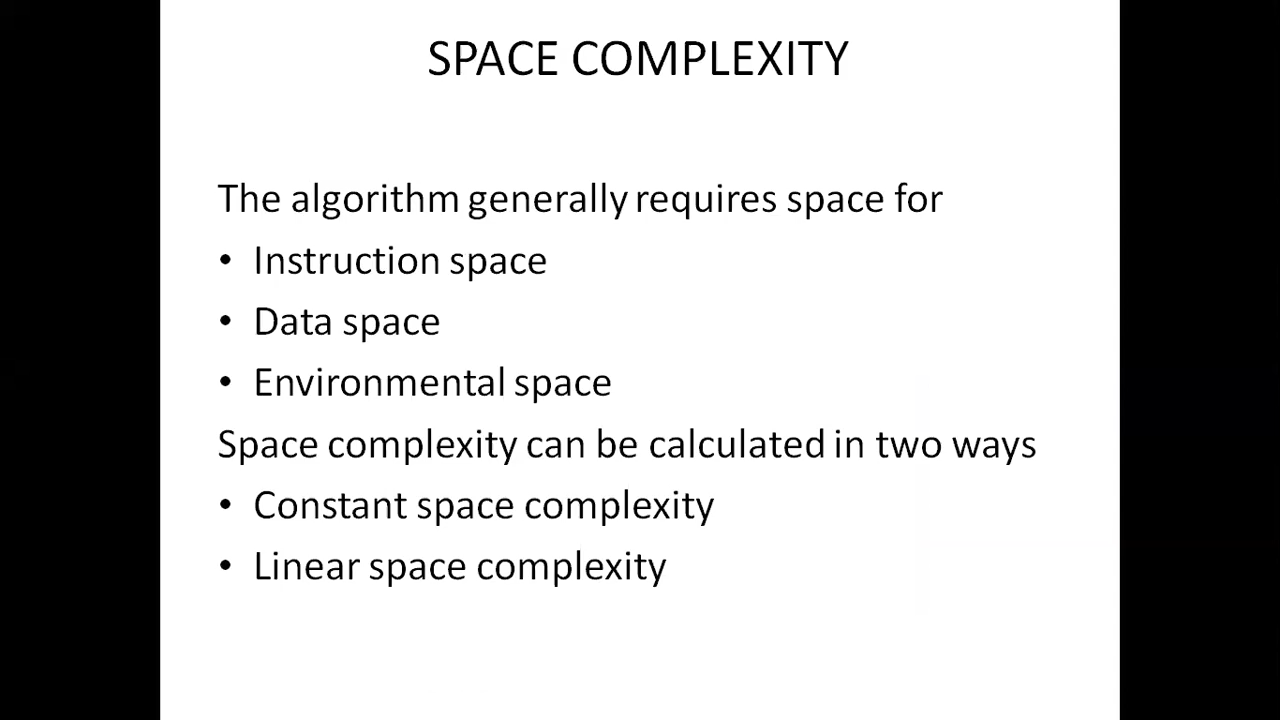 SPACE COMPLEXITY
The algorithm generally requires space for
• Instruction space
• Data space
• Environmental space
Space complexity can be calculated in two ways
• Constant space complexity
• Linear space complexity